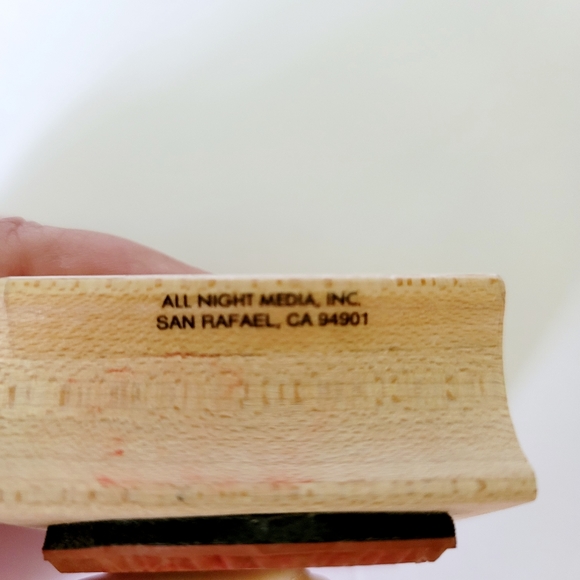 ALL NIGHT MEDIA, INC.
SAN RAFAEL, CA 94901